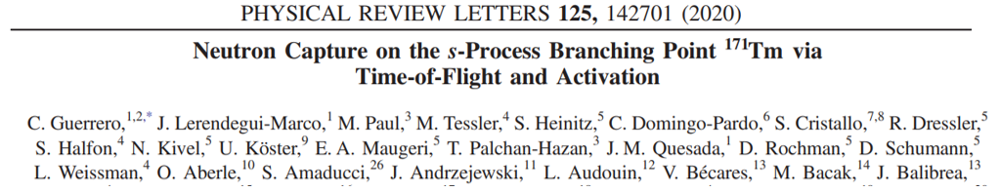 PHYSICAL REVIEW LETTERS 125, 142701 (2020)
Neutron Capture on the s-Process Branching Point ¹⁷¹Tm via
Time-of-Flight and Activation
C. Guerrero,¹,²,* J. Lerendegui-Marco,¹ M. Paul,³ M. Tessler,⁴ S. Heinitz,⁵ C. Domingo-Pardo,⁶ S. Cristallo,⁷,⁸ R. Dressler,⁵
S. Halfon,⁴ N. Kivel,⁵ U. Köster,⁹ E. A. Maugeri,⁵ T. Palchan-Hazan,³ J. M. Quesada,¹ D. Rochman,⁵ D. Schumann,⁵
L. Weissman,⁴ O. Aberle,¹⁰ S. Amaducci,²⁶ J. Andrzejewski,¹¹ L. Audouin,¹² V. Bécares,¹³ M. Bacak,¹⁴ J. Balibrea,¹³